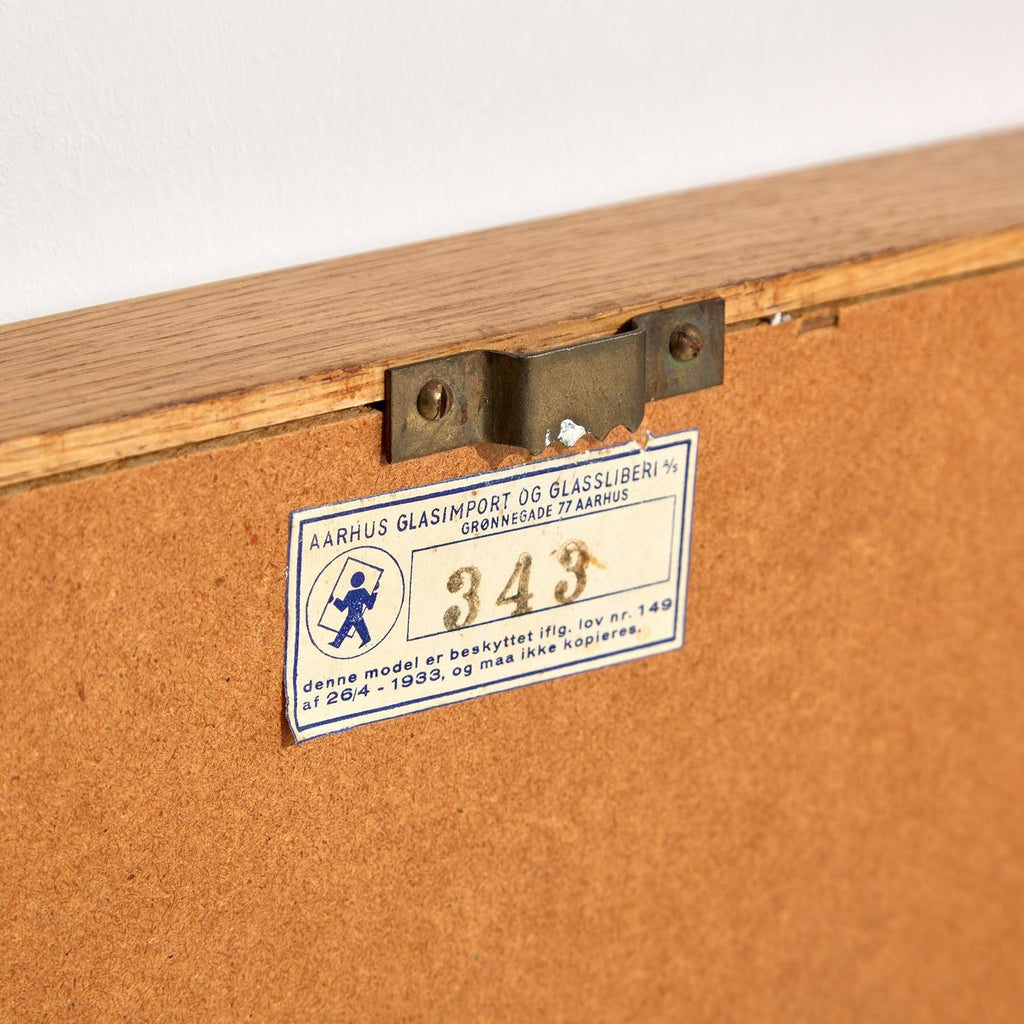 AARHUS GLASIMPORT OG GLASSLIBERI A/S
GRØNNEGADE 77 AARHUS
343
denne model er beskyttet iflg. lov nr. 149
af 26/4 - 1933, og maa ikke kopieres.